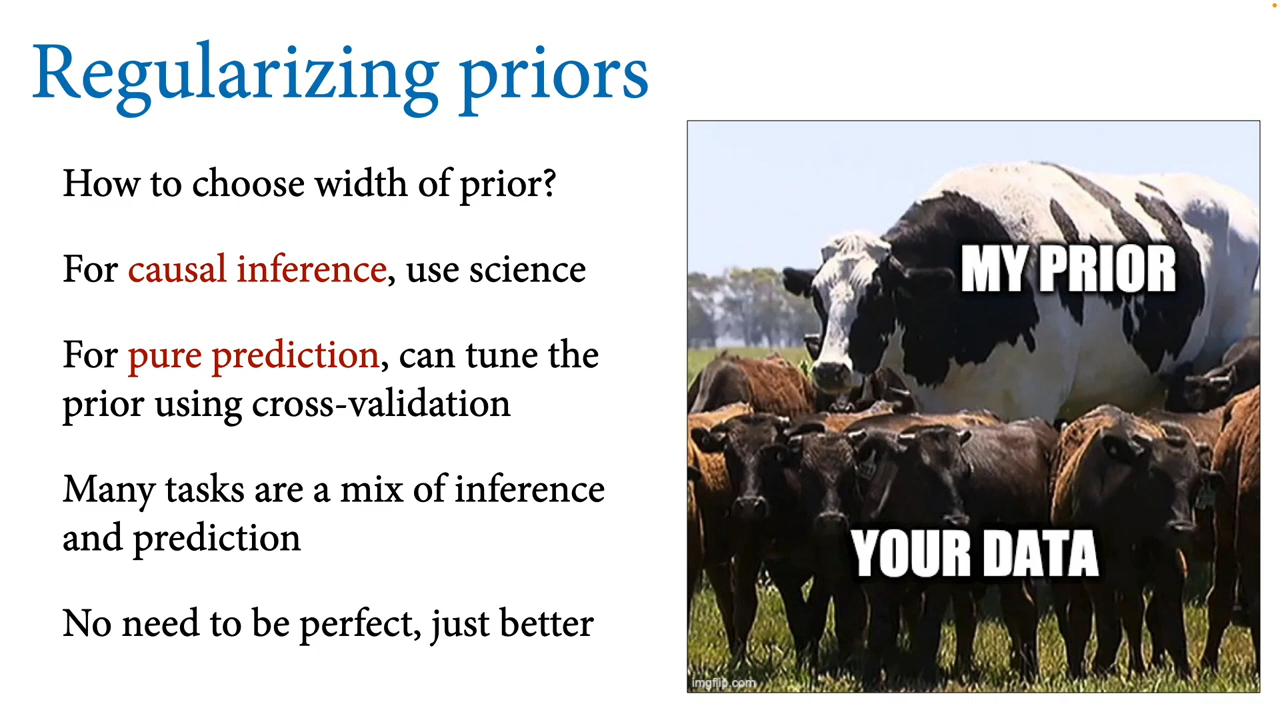 Regularizing priors
How to choose width of prior?
For causal inference, use science
For pure prediction, can tune the
prior using cross-validation
Many tasks are a mix of inference
and prediction
No need to be perfect, just better
MY PRIOR
YOUR DATA
imgflip.com